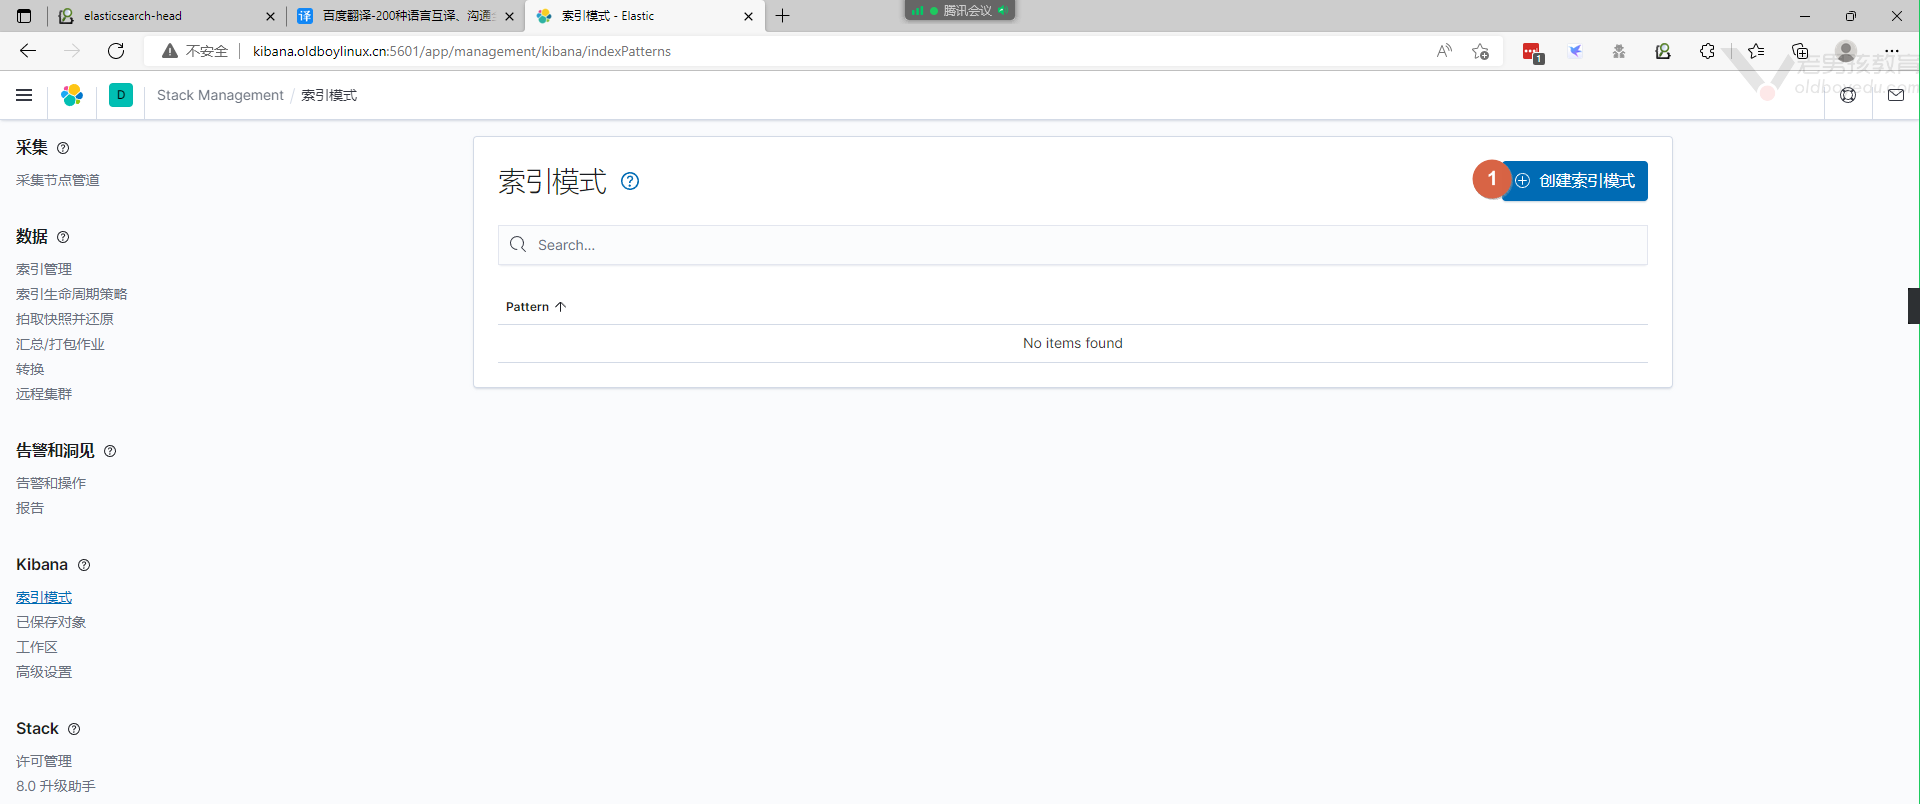 elasticsearch-head
百度翻译-200种语言互译、沟通
索引模式 - Elastic
腾讯会议
不安全
kibana.oldboylinux.cn:5601/app/management/kibana/indexPatterns
1
老男孩教育
oldboyedu.com
D
Stack Management / 索引模式
采集
采集节点管道
数据
索引管理
索引生命周期策略
拍取快照并还原
汇总/打包作业
转换
远程集群
告警和洞见
告警和操作
报告
Kibana
索引模式
已保存对象
工作区
高级设置
Stack
许可管理
8.0 升级助手
索引模式
1
创建索引模式
Search...
Pattern
No items found